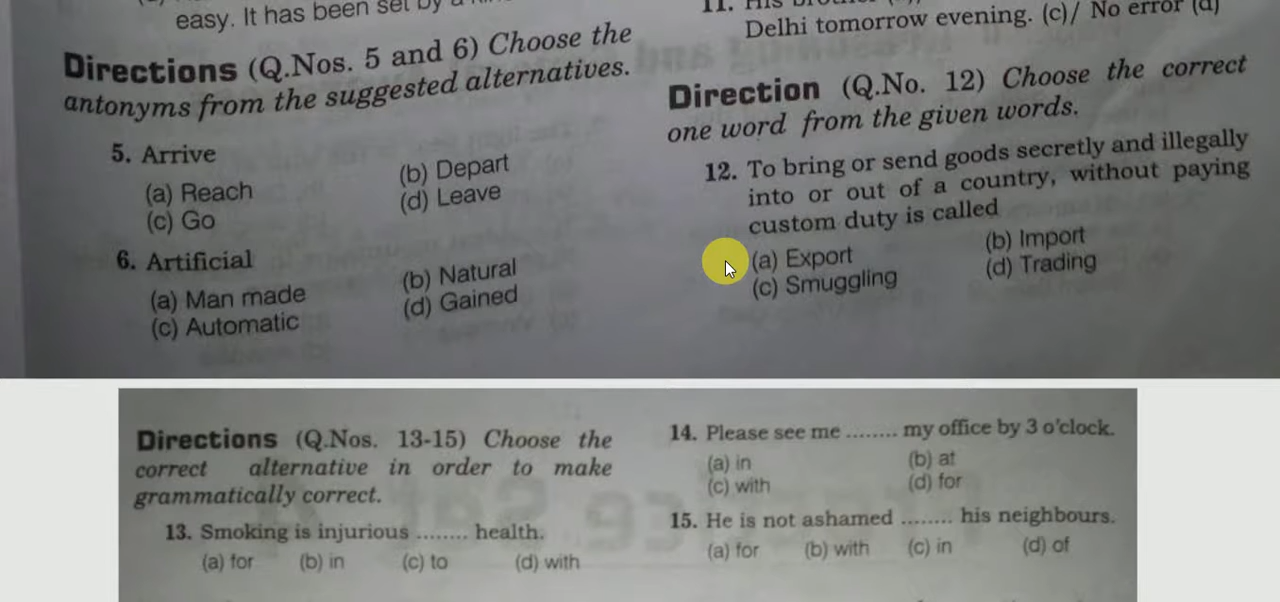 easy. It has been set by a
Directions (Q.Nos. 5 and 6) Choose the
antonyms from the suggested alternatives.
5. Arrive
(a) Reach (b) Depart
(c) Go (d) Leave
6. Artificial
(a) Man made (b) Natural
(c) Automatic (d) Gained
11. His
Delhi tomorrow evening. (c)/ No error (d)
Direction (Q.No. 12) Choose the correct
one word from the given words.
12. To bring or send goods secretly and illegally
into or out of a country, without paying
custom duty is called
(a) Export (b) Import
(c) Smuggling (d) Trading
Directions (Q.Nos. 13-15) Choose the
correct alternative in order to make
grammatically correct.
13. Smoking is injurious ........ health.
(a) for (b) in (c) to (d) with
14. Please see me ........ my office by 3 o'clock.
(a) in (b) at
(c) with (d) for
15. He is not ashamed ........ his neighbours.
(a) for (b) with (c) in (d) of